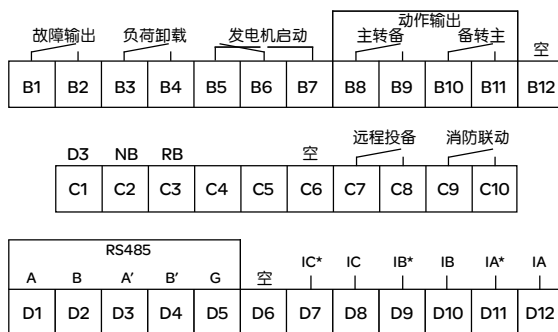 动作输出
故障输出 负荷卸载 发电机启动 主转备 备转主 空
B1 B2 B3 B4 B5 B6 B7 B8 B9 B10 B11 B12
D3 NB RB 空 远程投备 消防联动
C1 C2 C3 C4 C5 C6 C7 C8 C9 C10
RS485
A B A′ B′ G 空 IC* IC IB* IB IA* IA
D1 D2 D3 D4 D5 D6 D7 D8 D9 D10 D11 D12